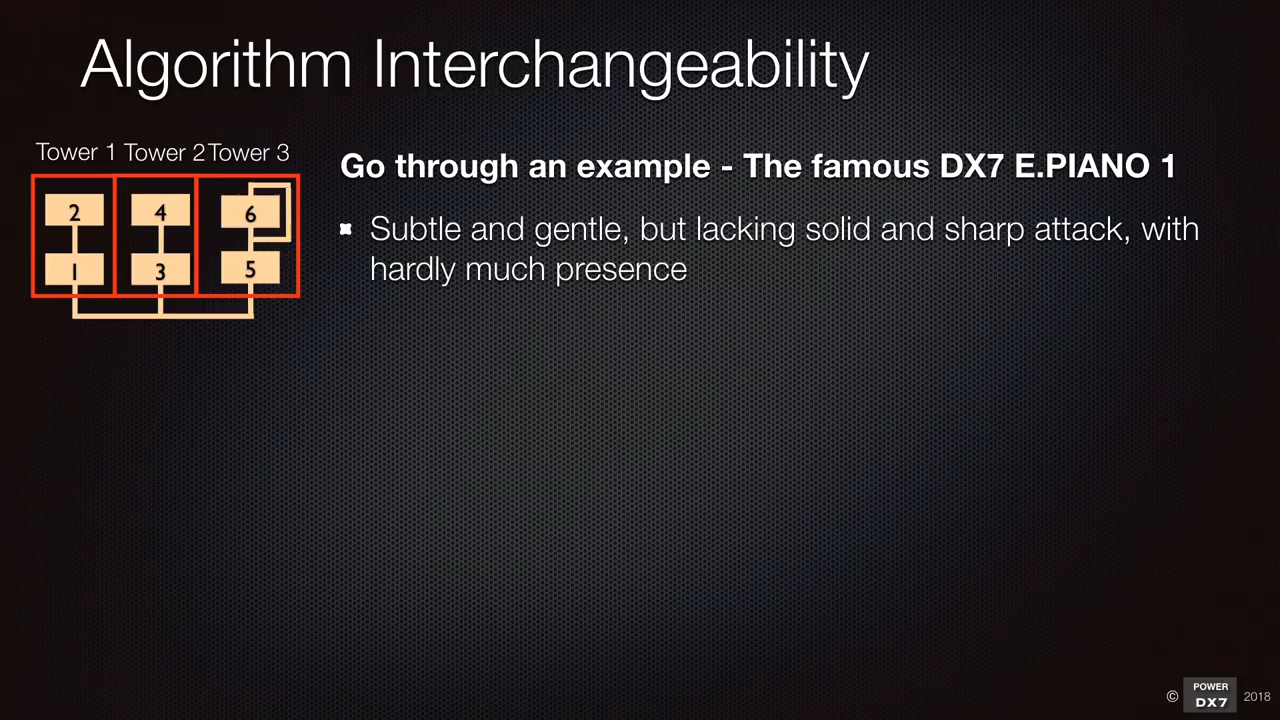 Algorithm Interchangeability
Tower 1 Tower 2 Tower 3
2 4 6
1 3 5
Go through an example - The famous DX7 E.PIANO 1
Subtle and gentle, but lacking solid and sharp attack, with
hardly much presence
© POWER DX7 2018